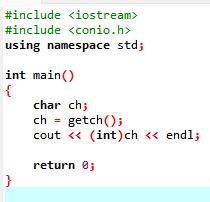 #include <iostream>
#include <conio.h>
using namespace std;
int main()
{
    char ch;
    ch = getch();
    cout << (int)ch << endl;
    return 0;
}